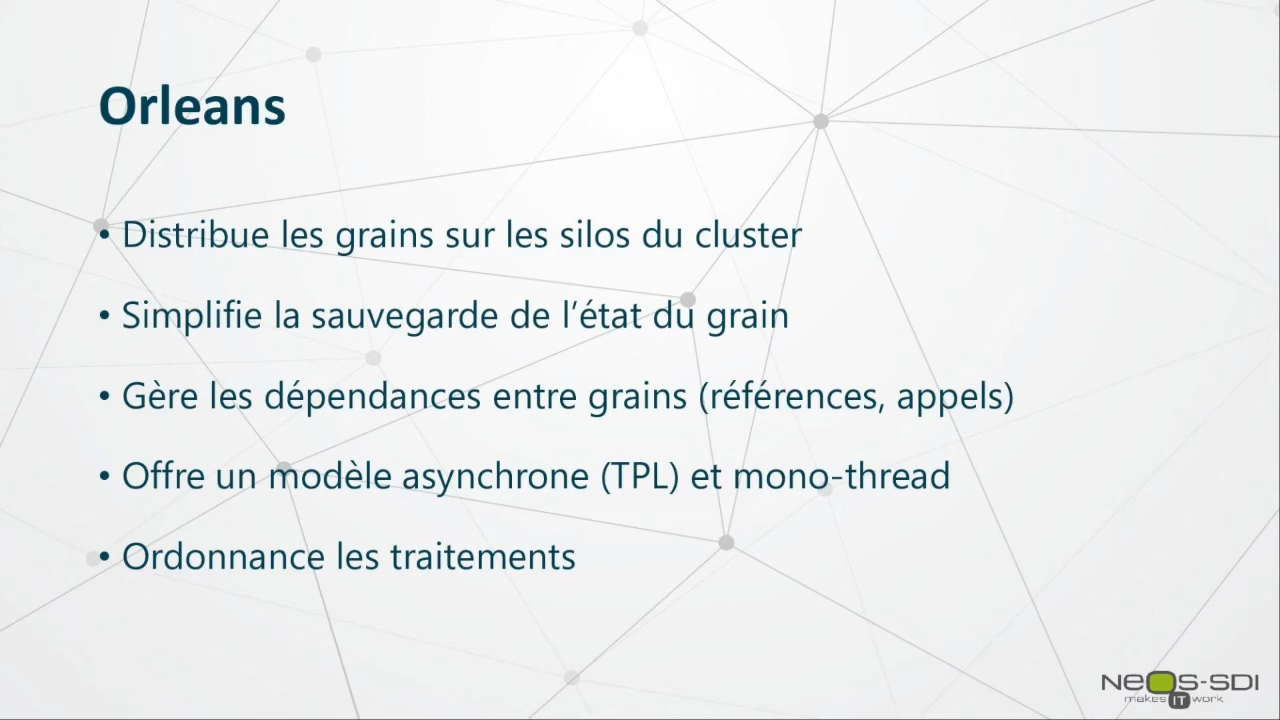 Orleans
• Distribue les grains sur les silos du cluster
• Simplifie la sauvegarde de l’état du grain
• Gère les dépendances entre grains (références, appels)
• Offre un modèle asynchrone (TPL) et mono-thread
• Ordonnance les traitements
NEOS-SDI
makes IT work